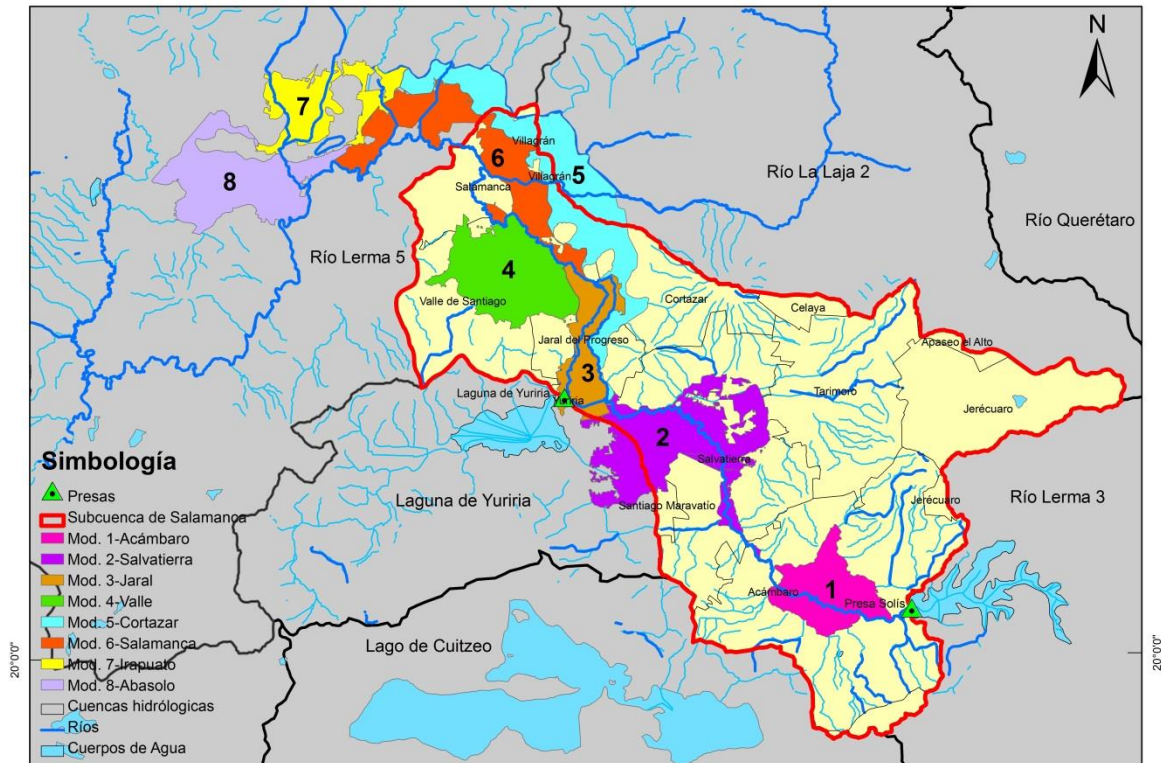 N
7
6
Villagrán
8
Villagrán
5
Río La Laja 2
Salamanca
Río Querétaro
Río Lerma 5
4
Valle de Santiago
Cortazar
Celaya
Jaral del Progreso
Apaseo el Alto
3
Tarimoro
Jerécuaro
Laguna de Yuriria
Yuriria
2
Salvatierra
Laguna de Yuriria
Santiago Maravatío
Jerécuaro
Río Lerma 3
1
Acámbaro
Presa Solís
Lago de Cuitzeo
20°0'0"
20°0'0"
Simbología
Presas
Subcuenca de Salamanca
Mod. 1-Acámbaro
Mod. 2-Salvatierra
Mod. 3-Jaral
Mod. 4-Valle
Mod. 5-Cortazar
Mod. 6-Salamanca
Mod. 7-Irapuato
Mod. 8-Abasolo
Cuencas hidrólogicas
Ríos
Cuerpos de Agua